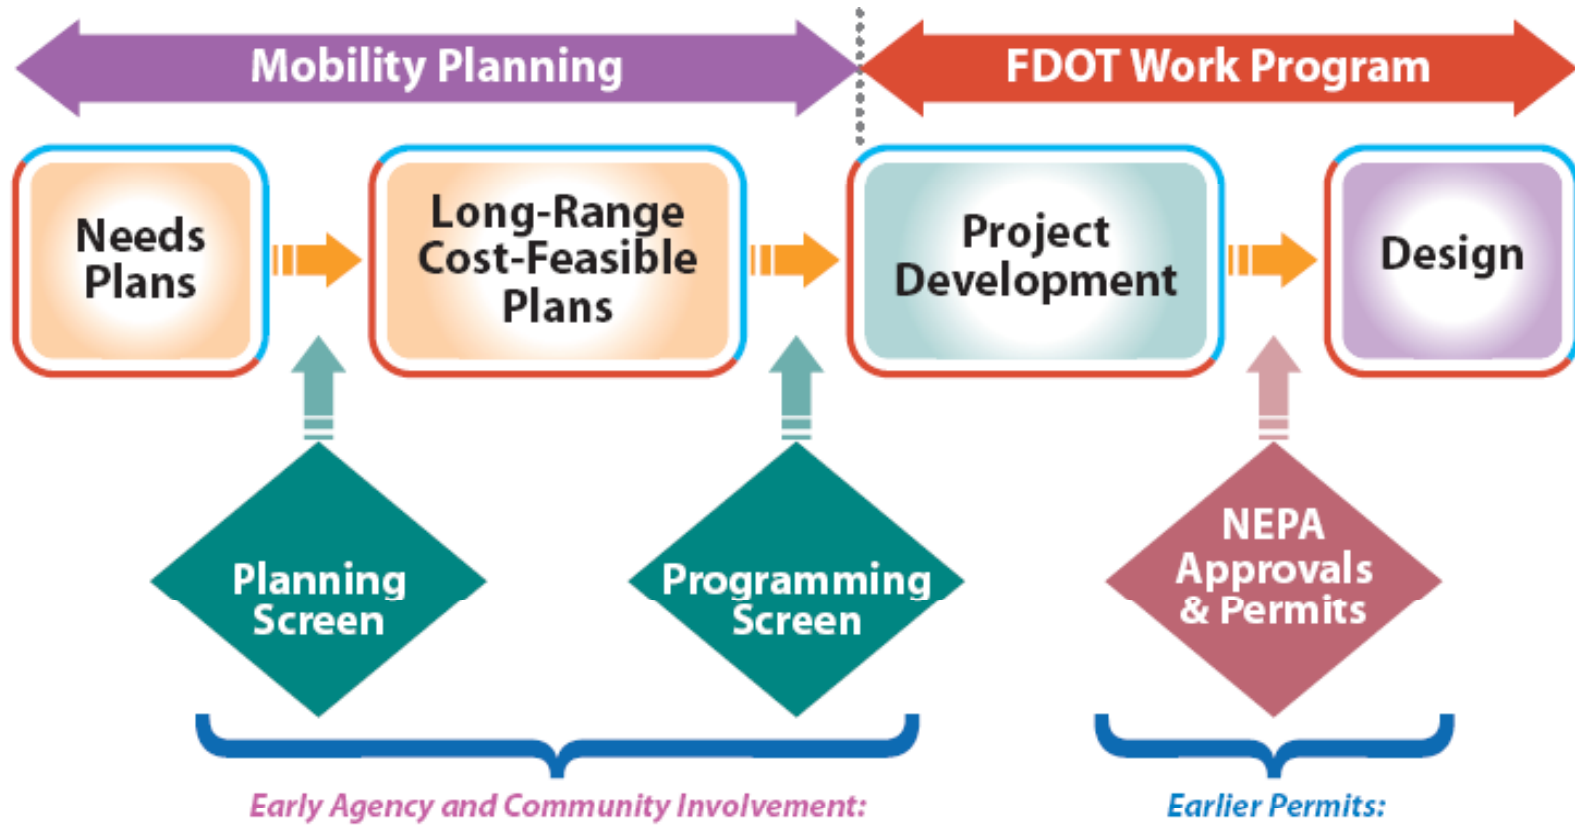 Mobility Planning
FDOT Work Program
Needs
Plans
Long-Range
Cost-Feasible
Plans
Project
Development
Design
Planning
Screen
Programming
Screen
NEPA
Approvals
& Permits
Early Agency and Community Involvement:
Earlier Permits: